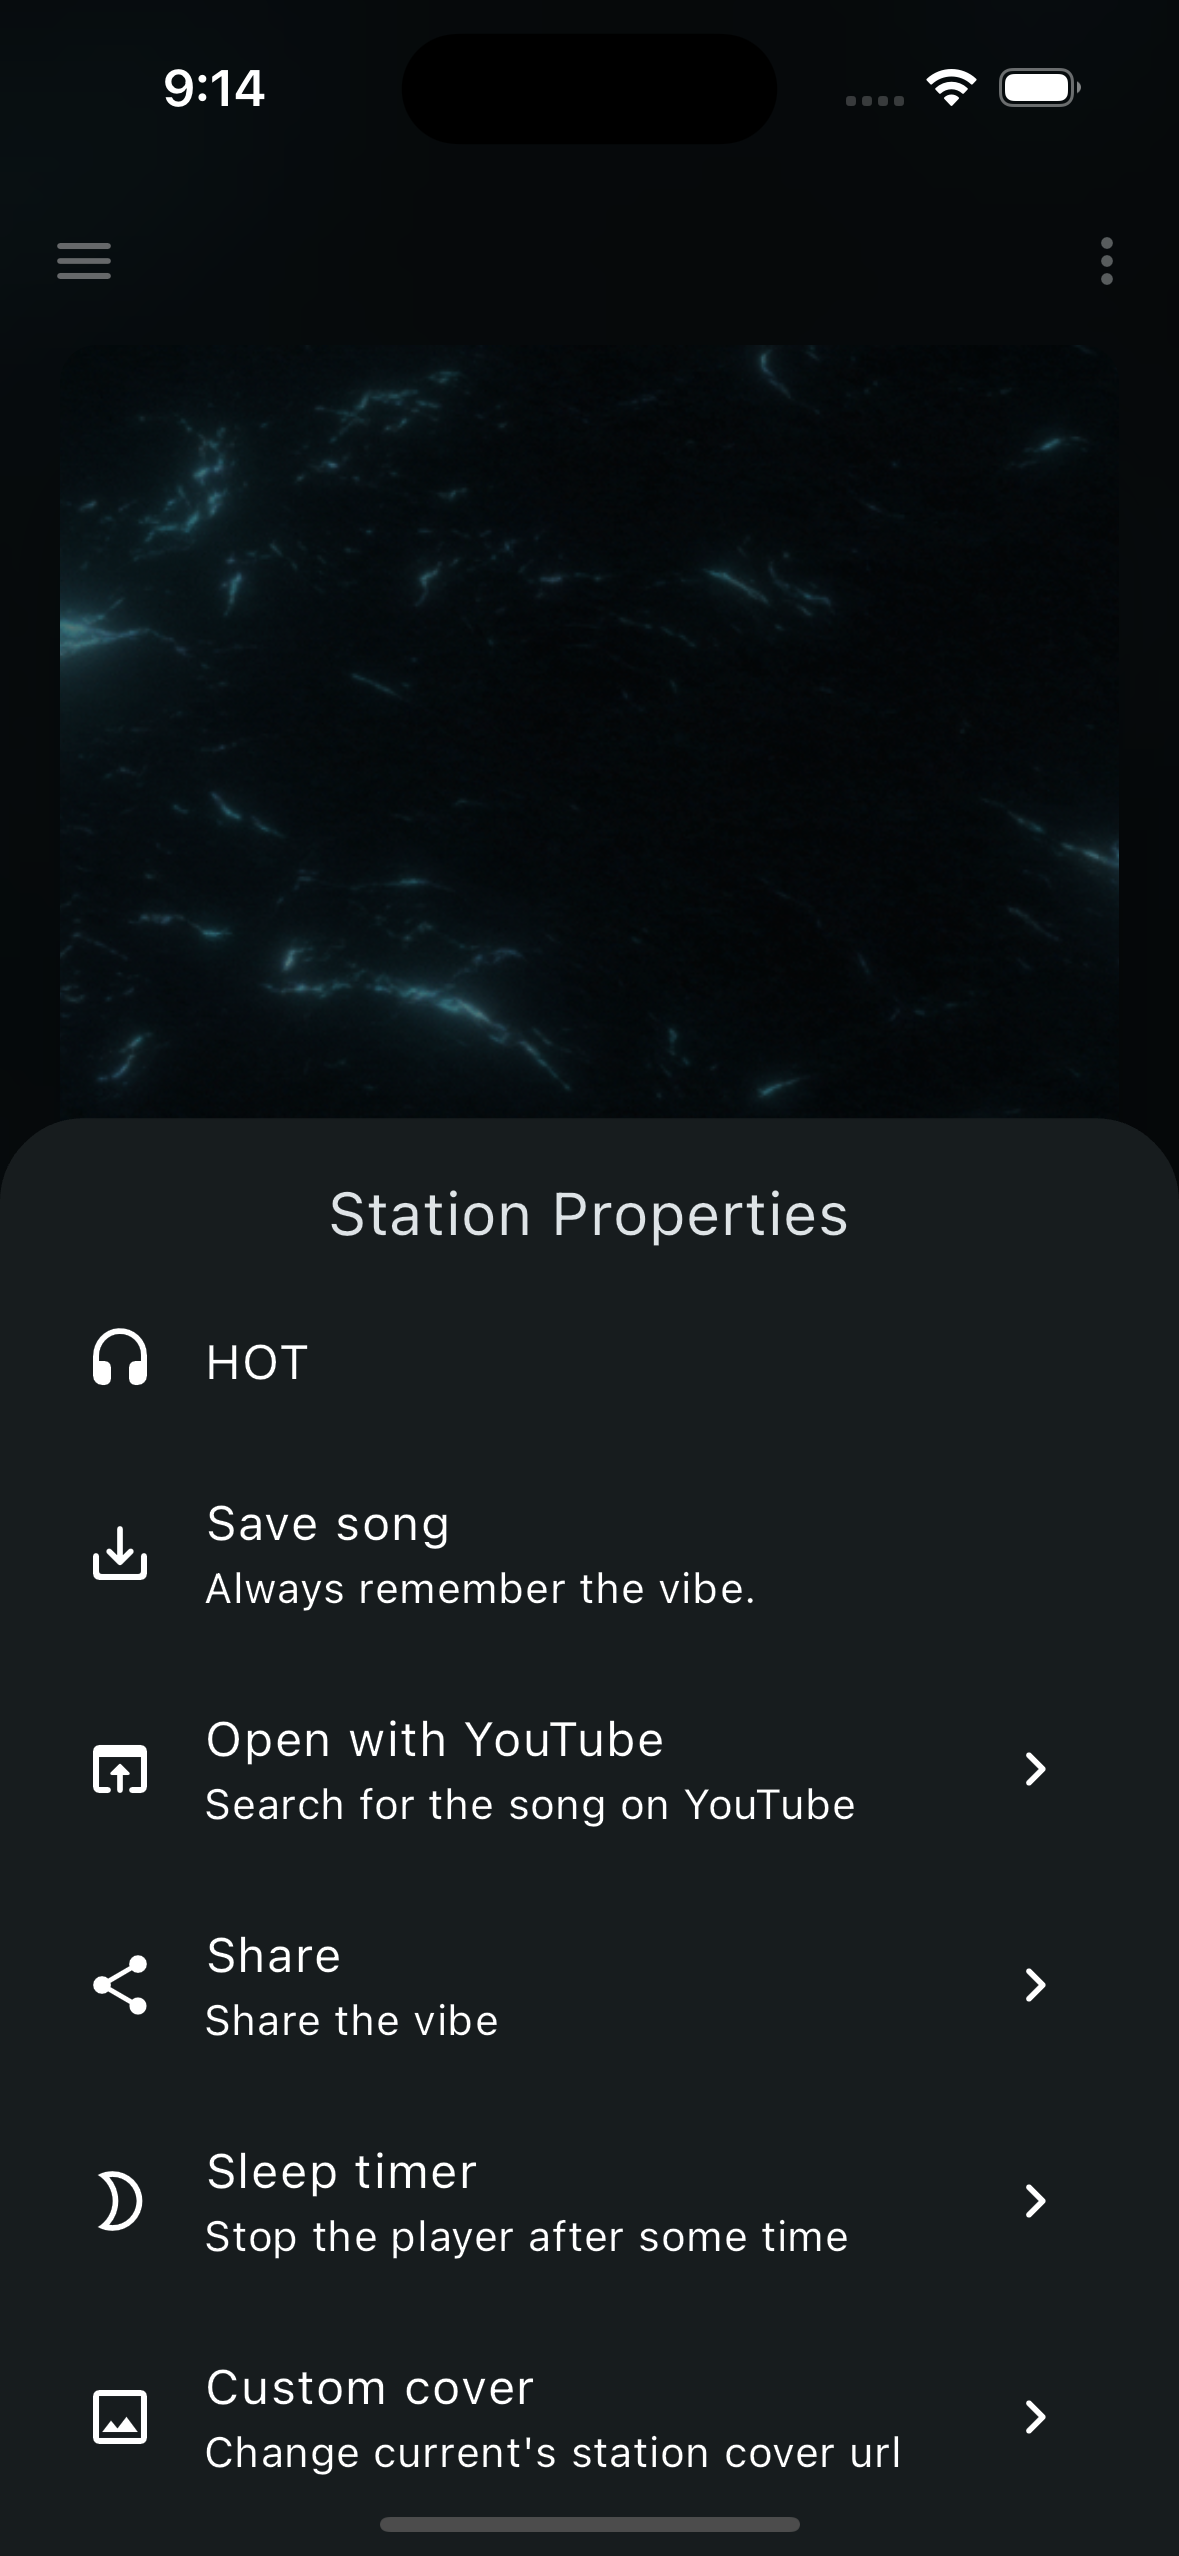 9:14
Station Properties
HOT
Save song
Always remember the vibe.
Open with YouTube
Search for the song on YouTube
Share
Share the vibe
Sleep timer
Stop the player after some time
Custom cover
Change current's station cover url